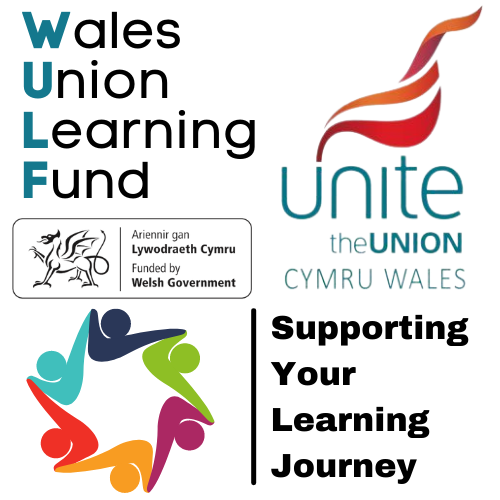 Wales
Union
Learning
Fund
unite
theUNION
CYMRU WALES
Ariennir gan
Lywodraeth Cymru
Funded by
Welsh Government
Supporting
Your
Learning
Journey